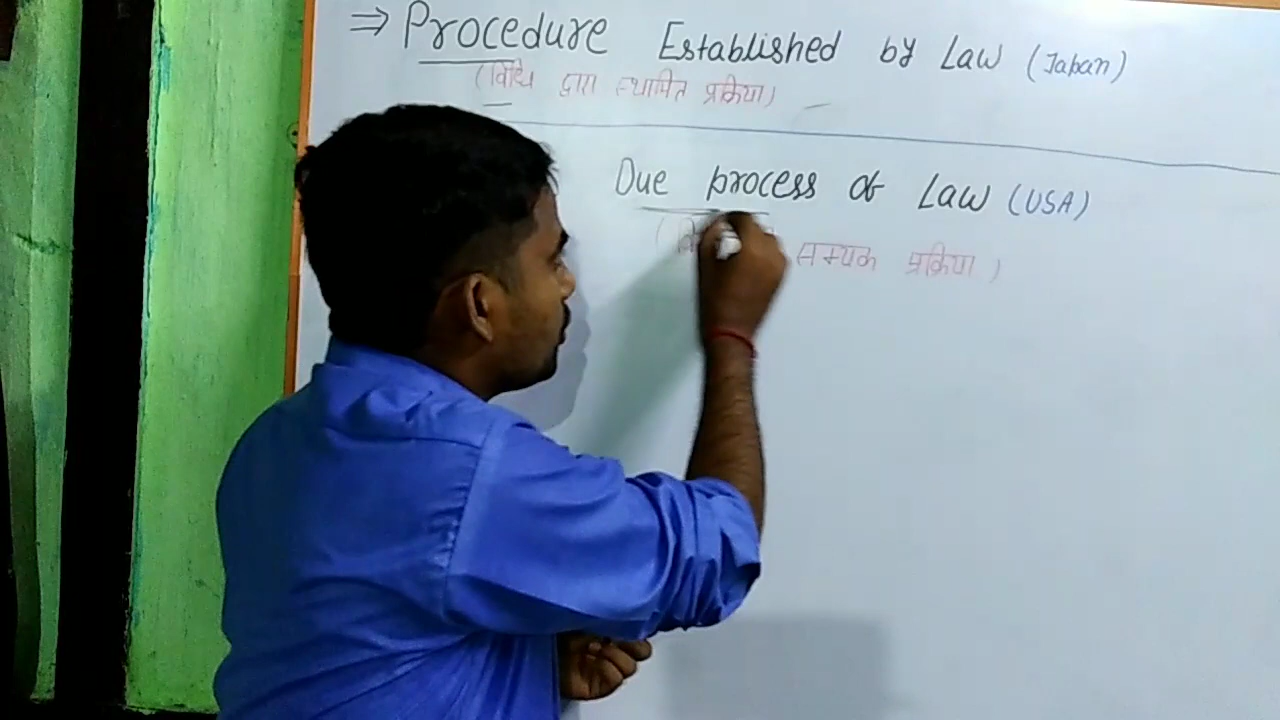 ⇒ Procedure Established by Law (Japan)
(विधि द्वारा स्थापित प्रक्रिया)
Due process of Law (USA)
सम्यक प्रक्रिया)